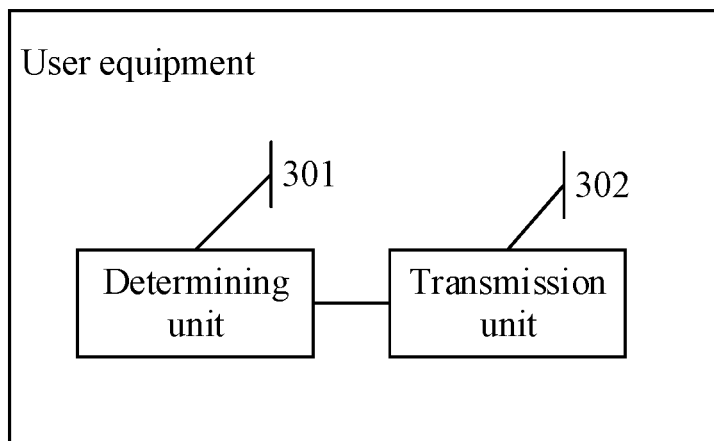 User equipment
301
302
Determining
unit
Transmission
unit